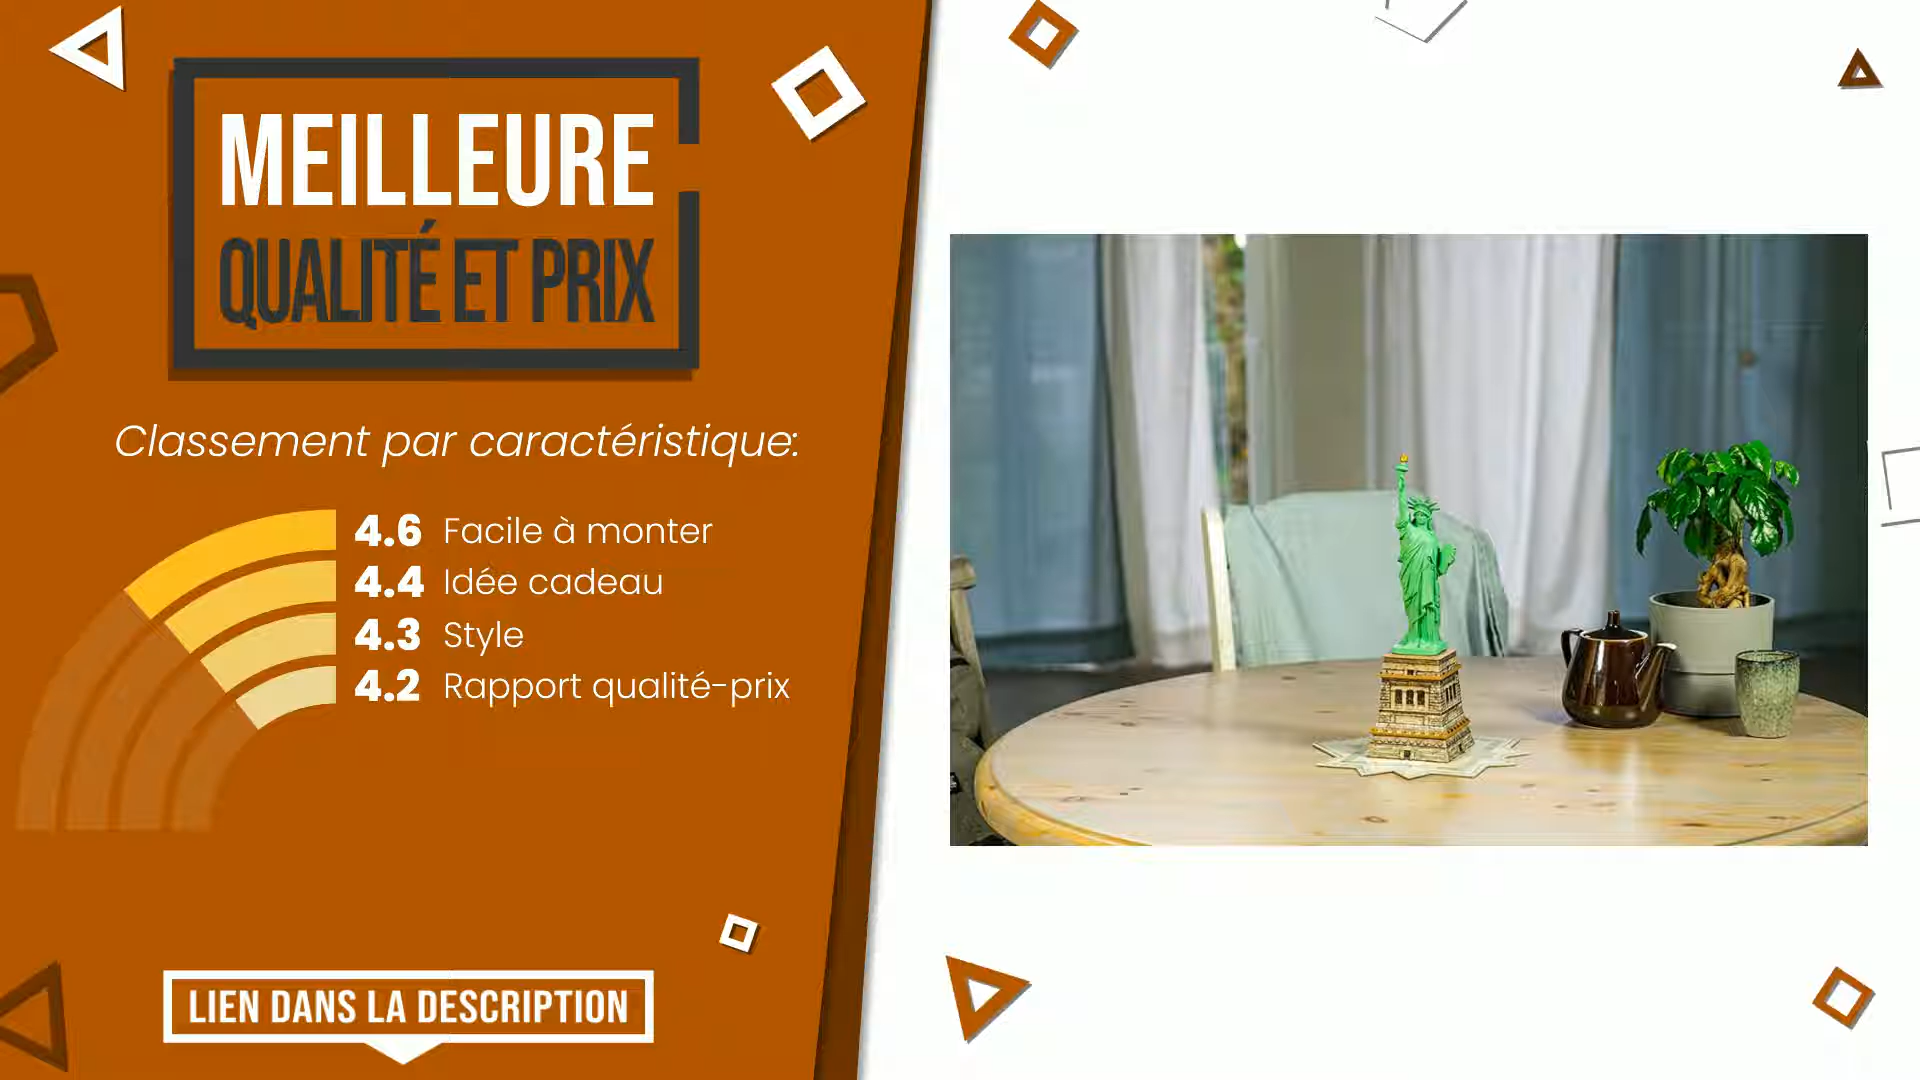 MEILLEURE
QUALITÉ ET PRIX
Classement par caractéristique:
4.6 Facile à monter
4.4 Idée cadeau
4.3 Style
4.2 Rapport qualité-prix
LIEN DANS LA DESCRIPTION